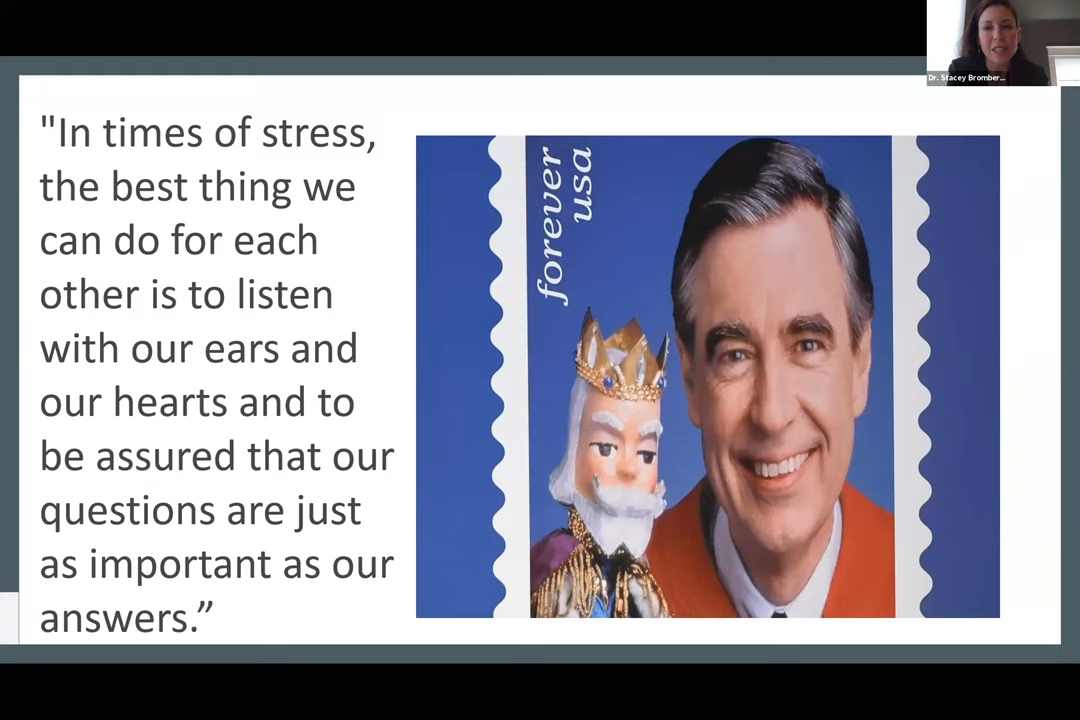 Dr. Stacey Bromber...
"In times of stress,
the best thing we
can do for each
other is to listen
with our ears and
our hearts and to
be assured that our
questions are just
as important as our
answers.”
forever
usa